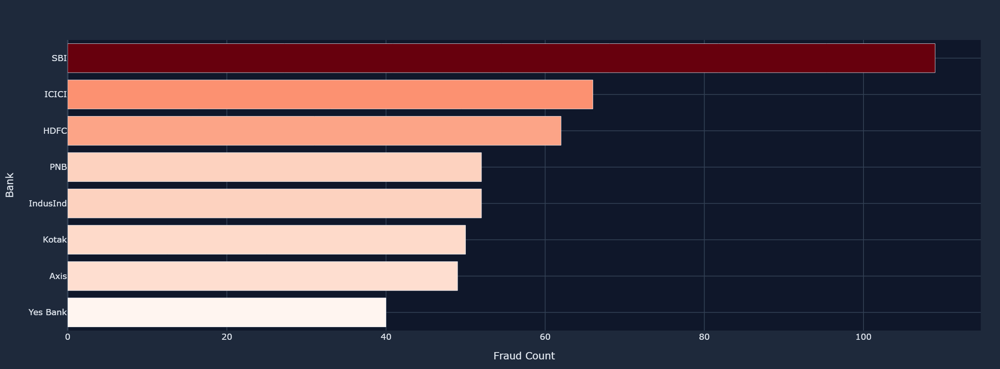 SBI
ICICI
HDFC
PNB
IndusInd
Kotak
Axis
Yes Bank
Bank
0 20 40 60 80 100
Fraud Count